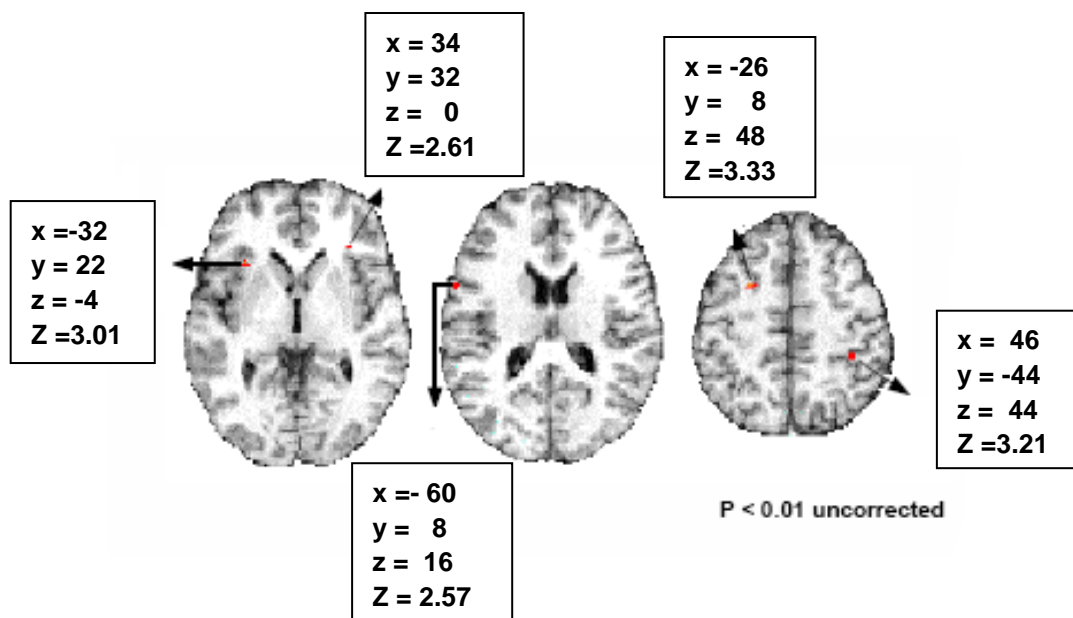 x = 34
y = 32
z = 0
Z =2.61
x = -26
y = 8
z = 48
Z =3.33
x =-32
y = 22
z = -4
Z =3.01
x = 46
y = -44
z = 44
Z =3.21
x =- 60
y = 8
z = 16
Z = 2.57
P < 0.01 uncorrected